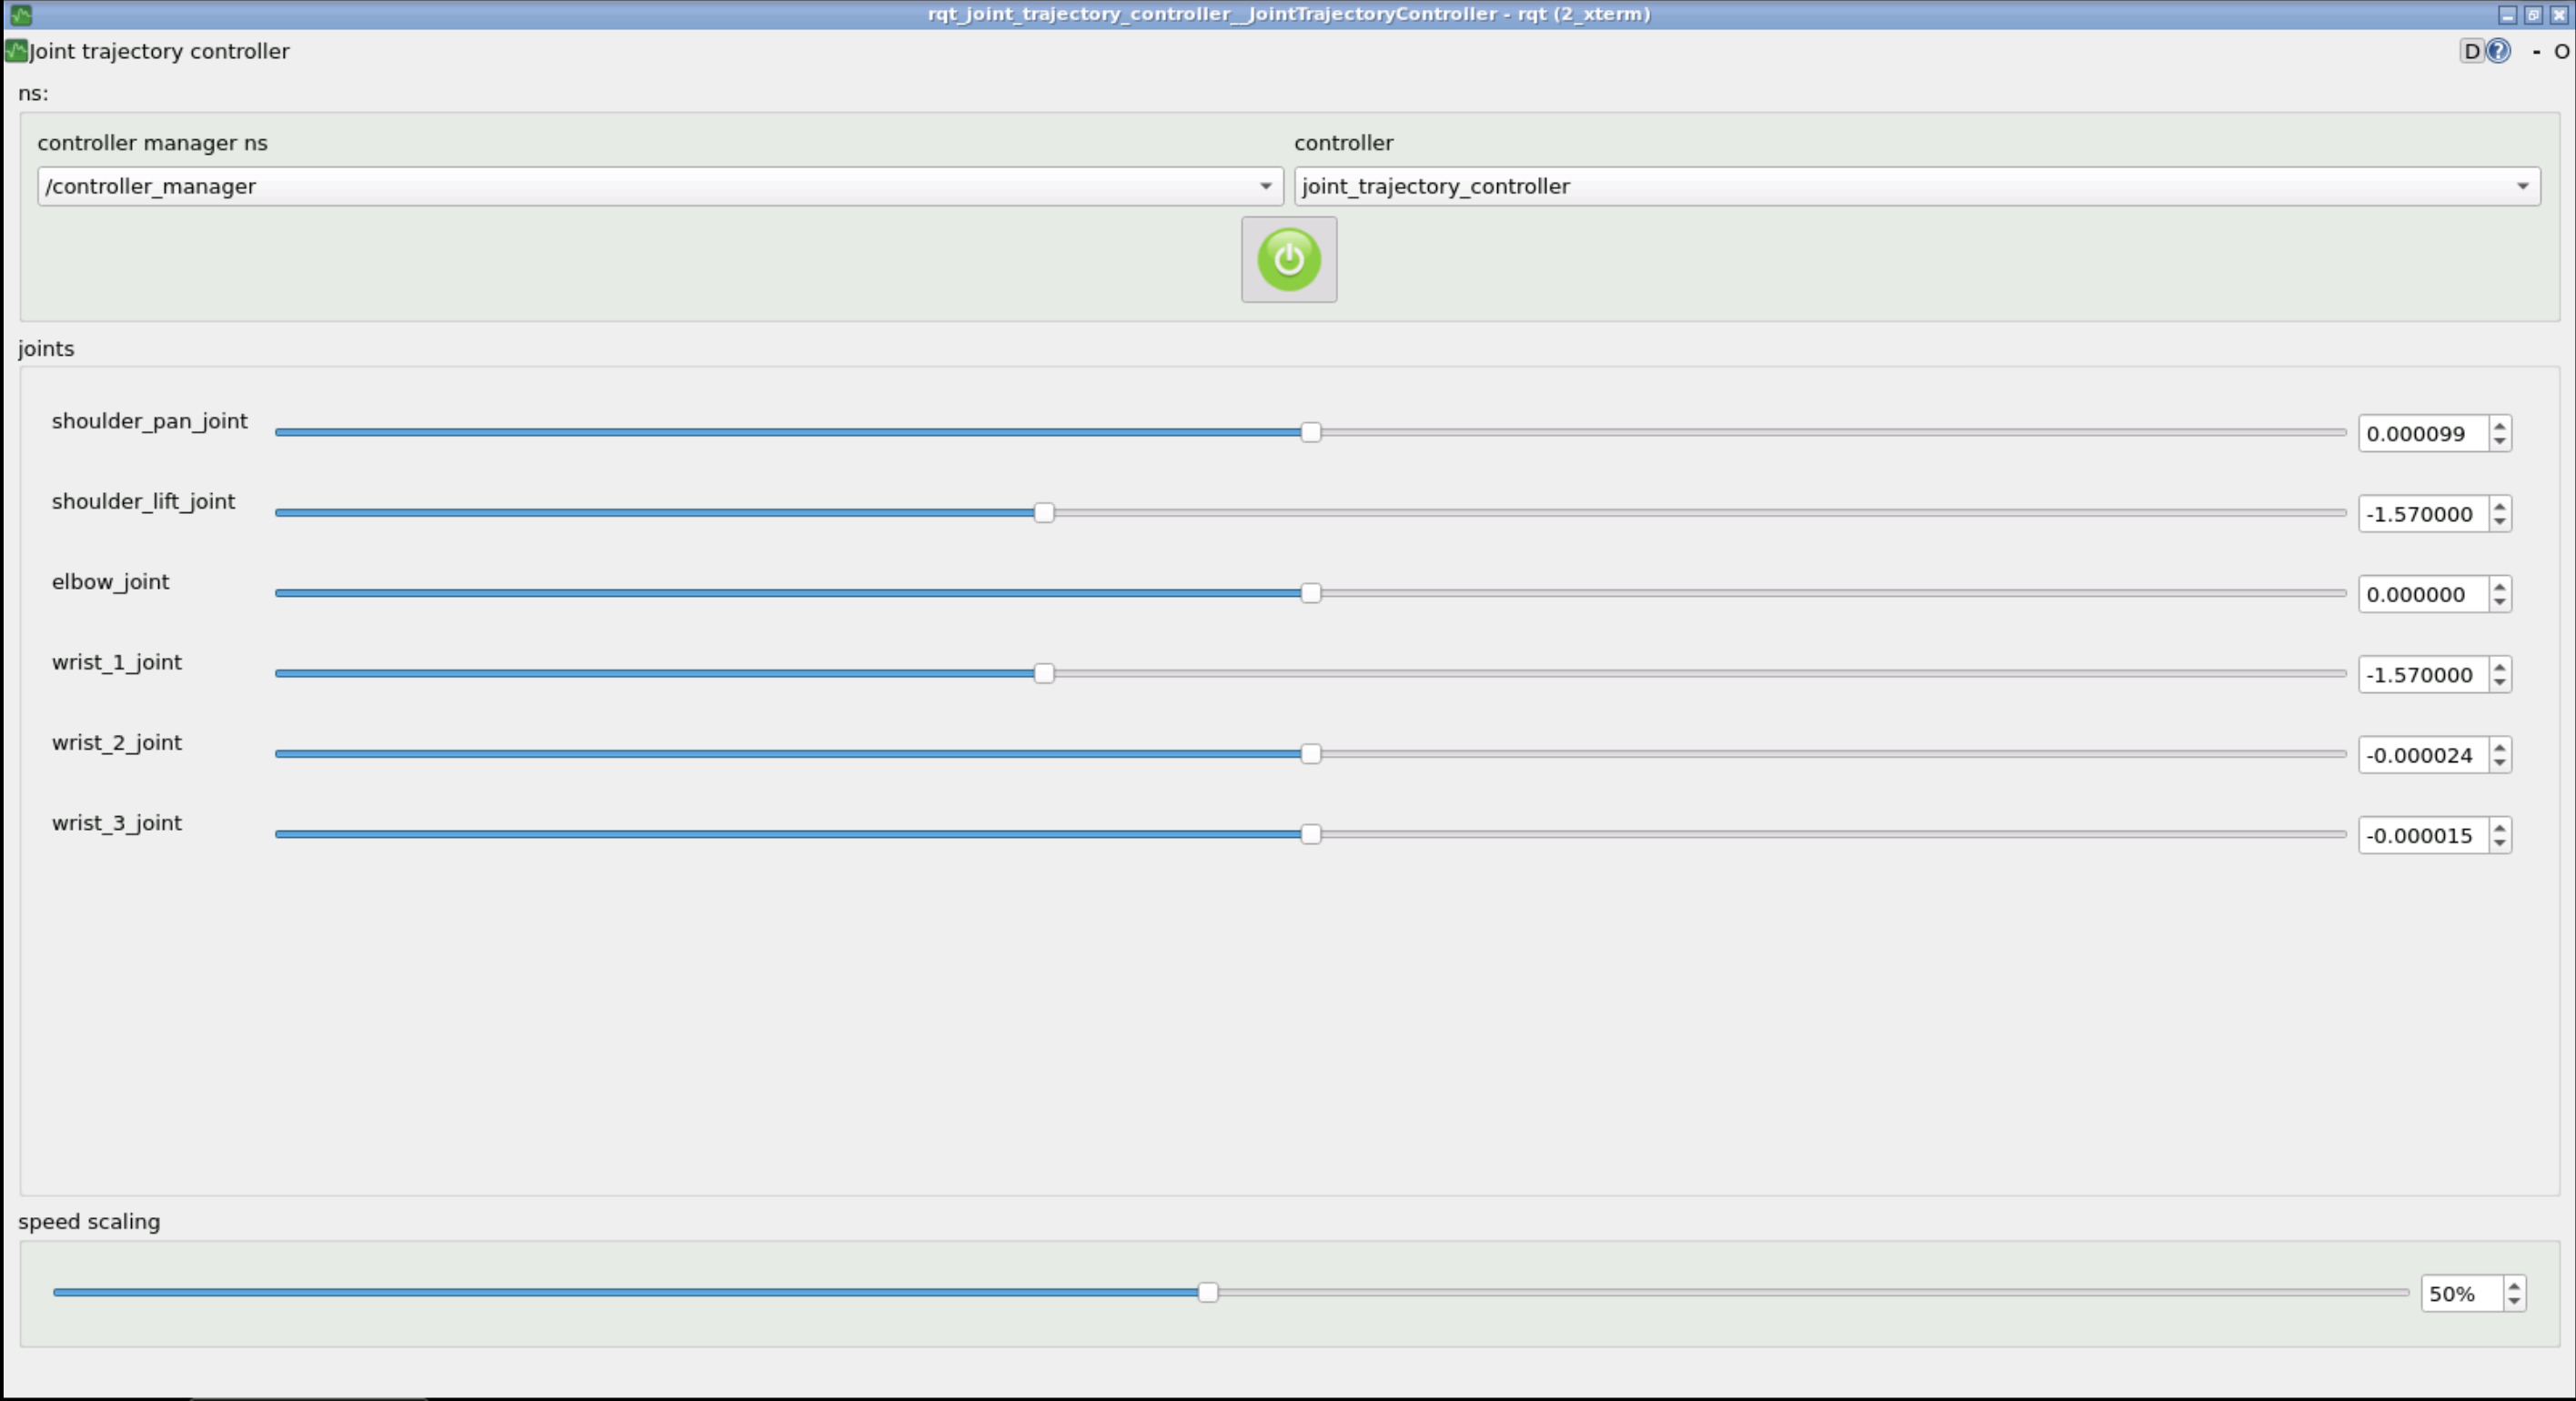 rqt_joint_trajectory_controller__JointTrajectoryController - rqt (2_xterm)
Joint trajectory controller D ? - O
ns:
controller manager ns controller
/controller_manager joint_trajectory_controller
joints
shoulder_pan_joint 0.000099
shoulder_lift_joint -1.570000
elbow_joint 0.000000
wrist_1_joint -1.570000
wrist_2_joint -0.000024
wrist_3_joint -0.000015
speed scaling
50%